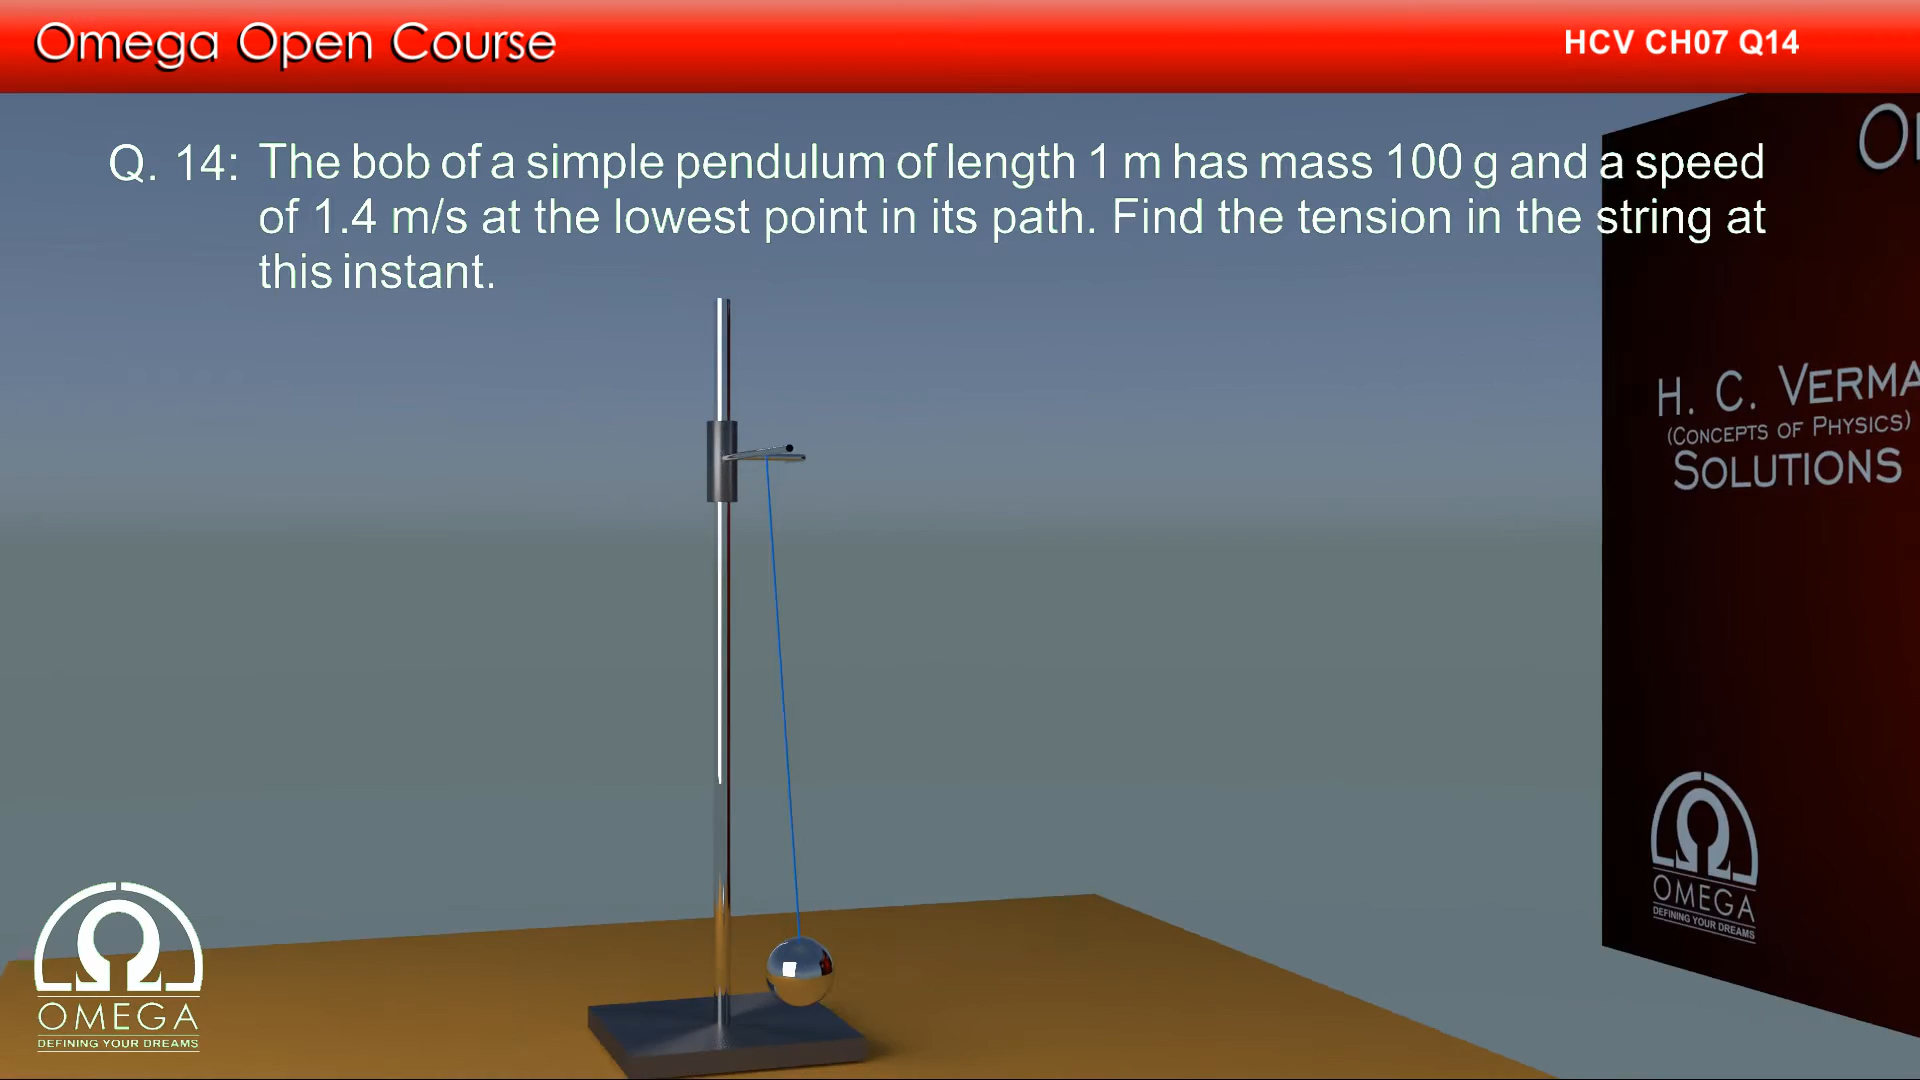 Omega Open Course
HCV CH07 Q14
Q. 14: The bob of a simple pendulum of length 1 m has mass 100 g and a speed
of 1.4 m/s at the lowest point in its path. Find the tension in the string at
this instant.
H. C. VERMA
(CONCEPTS OF PHYSICS)
SOLUTIONS
OMEGA
DEFINING YOUR DREAMS
OMEGA
DEFINING YOUR DREAMS